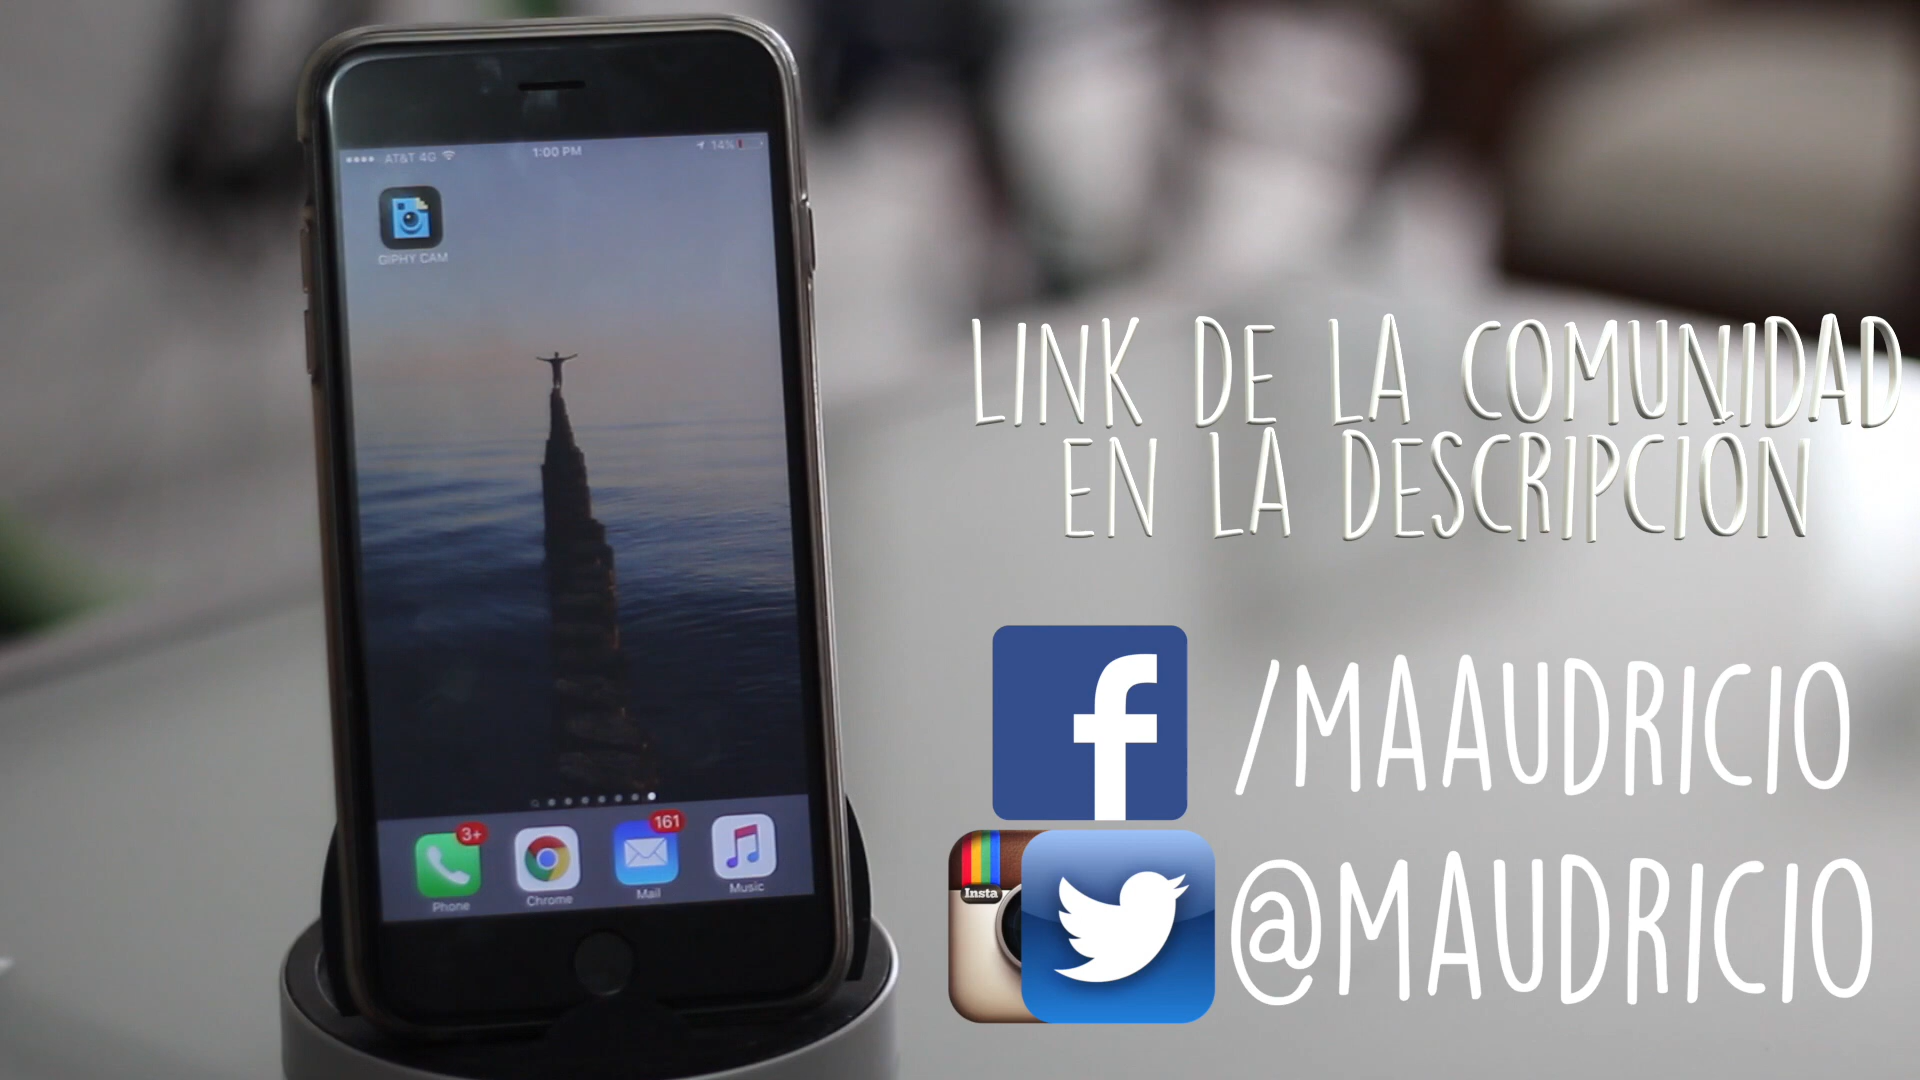 AT&T 4G 1:00 PM 14%
GIPHY CAM
3+ 161
Phone Chrome Mail Music
LINK DE LA COMUNIDAD
EN LA DESCRIPCIÓN
f /MAAUDRICIO
Insta @MAUDRICIO